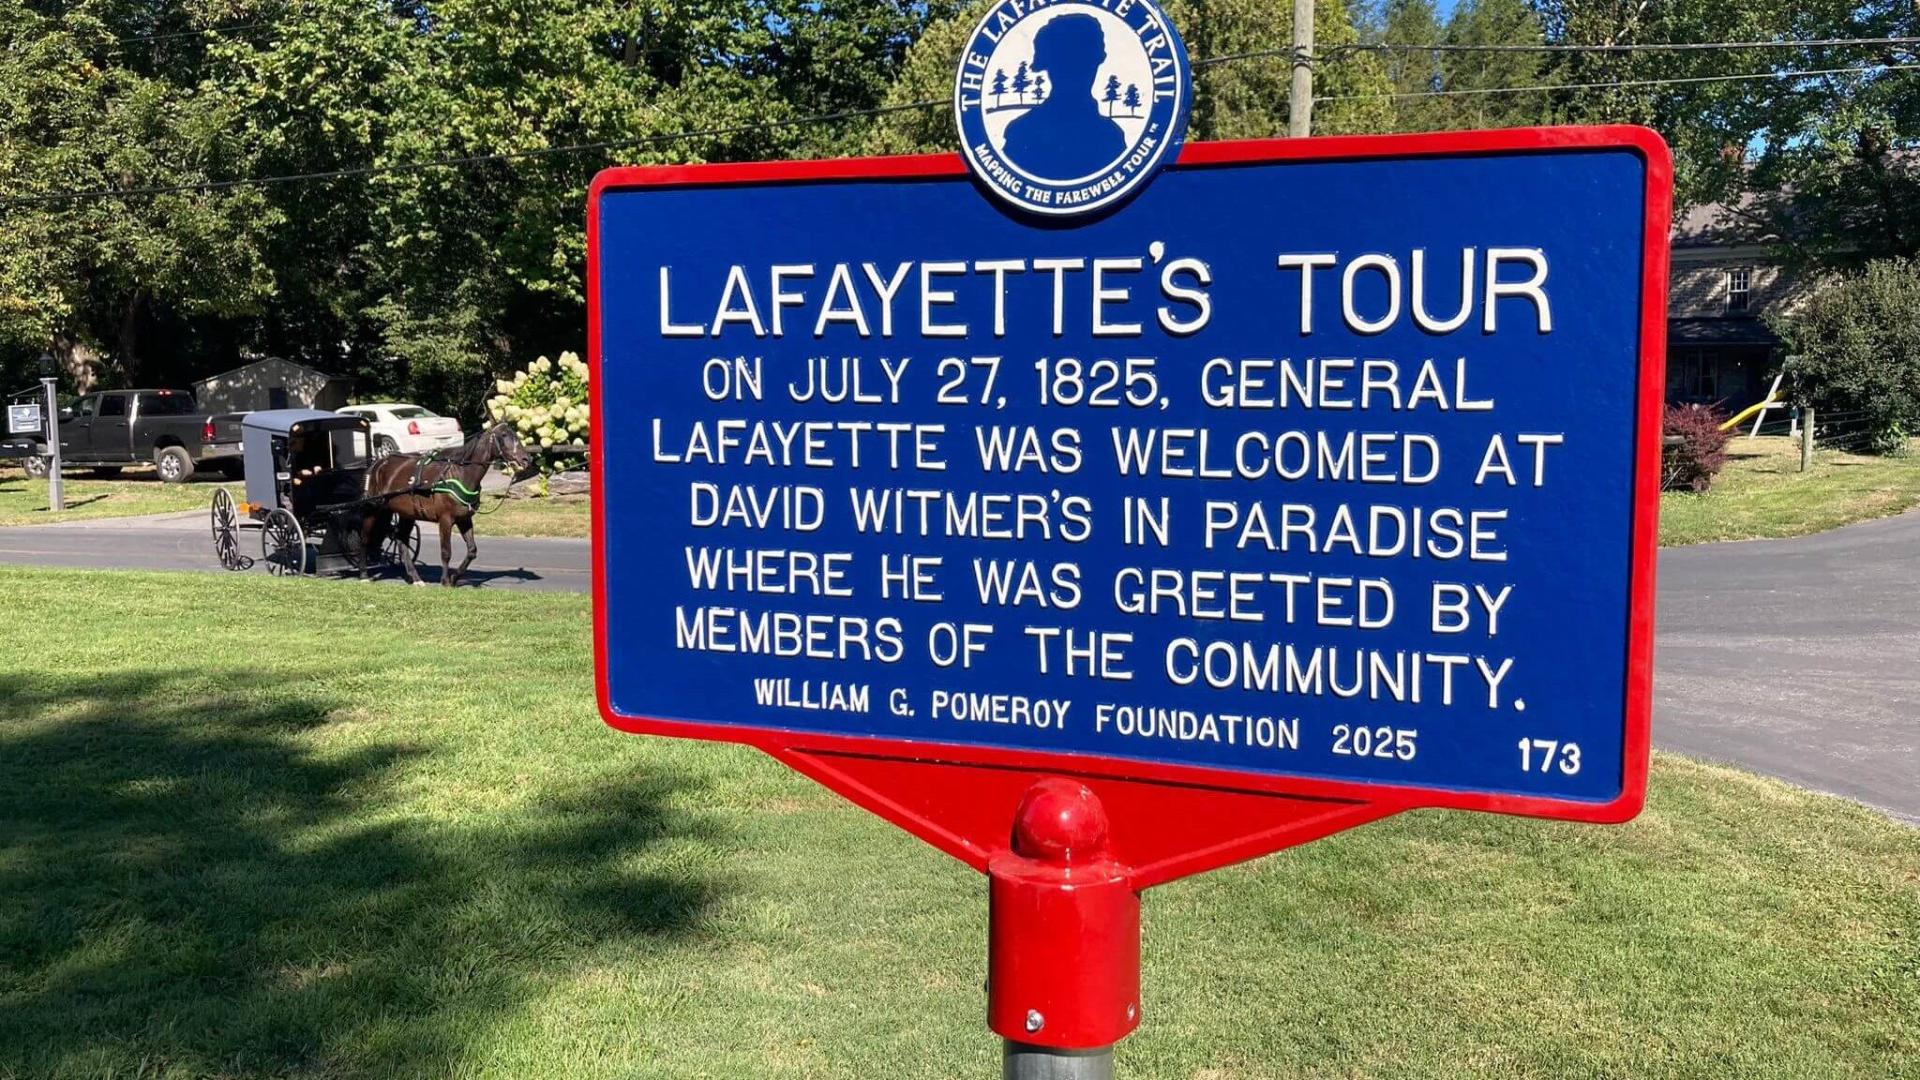 THE LAFAYETTE TRAIL
MAPPING THE FAREWELL TOUR™
LAFAYETTE'S TOUR
ON JULY 27, 1825, GENERAL
LAFAYETTE WAS WELCOMED AT
DAVID WITMER'S IN PARADISE
WHERE HE WAS GREETED BY
MEMBERS OF THE COMMUNITY.
WILLIAM G. POMEROY FOUNDATION 2025
173